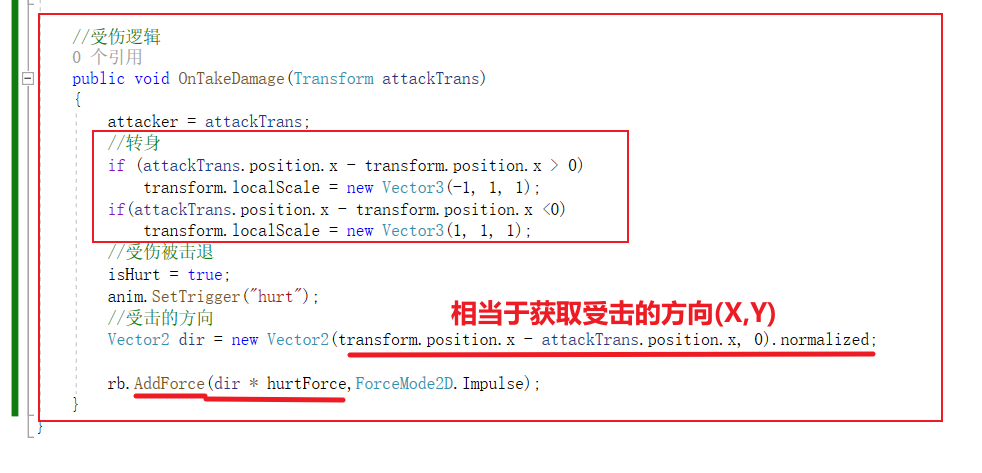 //受伤逻辑
0 个引用
public void OnTakeDamage(Transform attackTrans)
{
attacker = attackTrans;
//转身
if (attackTrans.position.x - transform.position.x > 0)
transform.localScale = new Vector3(-1, 1, 1);
if(attackTrans.position.x - transform.position.x <0)
transform.localScale = new Vector3(1, 1, 1);
//受伤被击退
isHurt = true;
anim.SetTrigger("hurt");
//受击的方向
相当于获取受击的方向(X,Y)
Vector2 dir = new Vector2(transform.position.x - attackTrans.position.x, 0).normalized;
rb.AddForce(dir * hurtForce,ForceMode2D.Impulse);
}
}